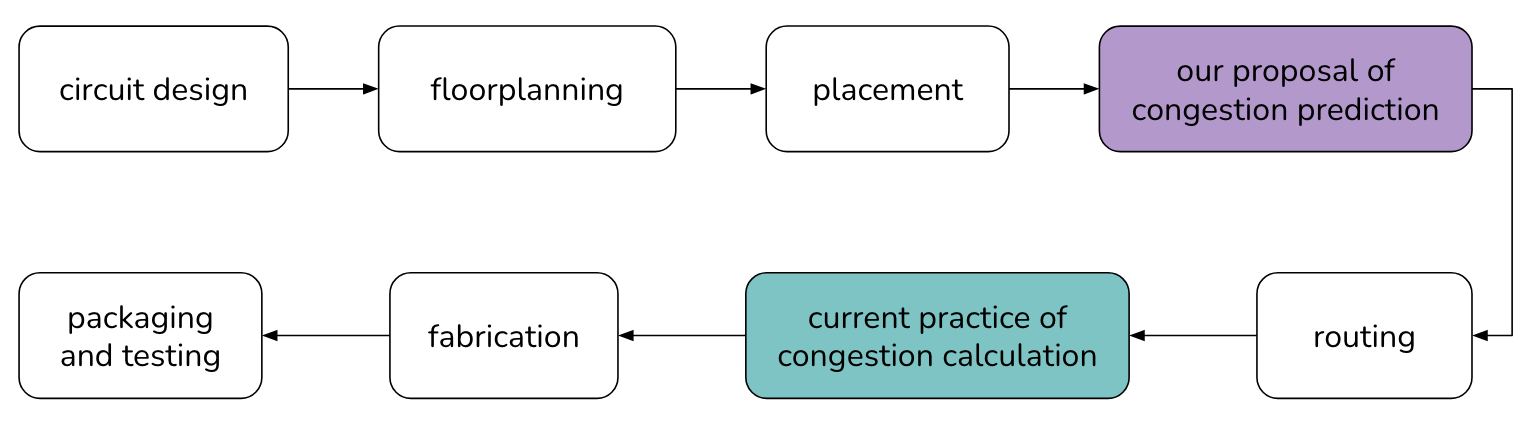 circuit design
floorplanning
placement
our proposal of
congestion prediction
packaging
and testing
fabrication
current practice of
congestion calculation
routing